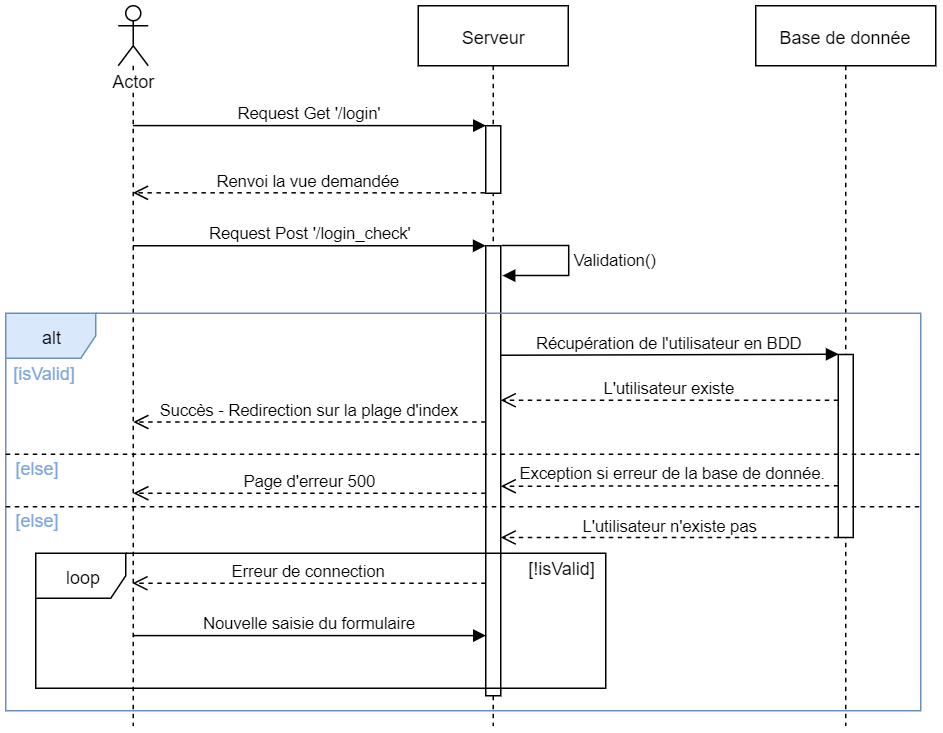 Actor
Serveur
Base de donnée
Request Get '/login'
Renvoi la vue demandée
Request Post '/login_check'
Validation()
alt
[isValid]
Récupération de l'utilisateur en BDD
L'utilisateur existe
Succès - Redirection sur la plage d'index
[else]
Exception si erreur de la base de donnée.
Page d'erreur 500
[else]
L'utilisateur n'existe pas
loop
[!isValid]
Erreur de connection
Nouvelle saisie du formulaire